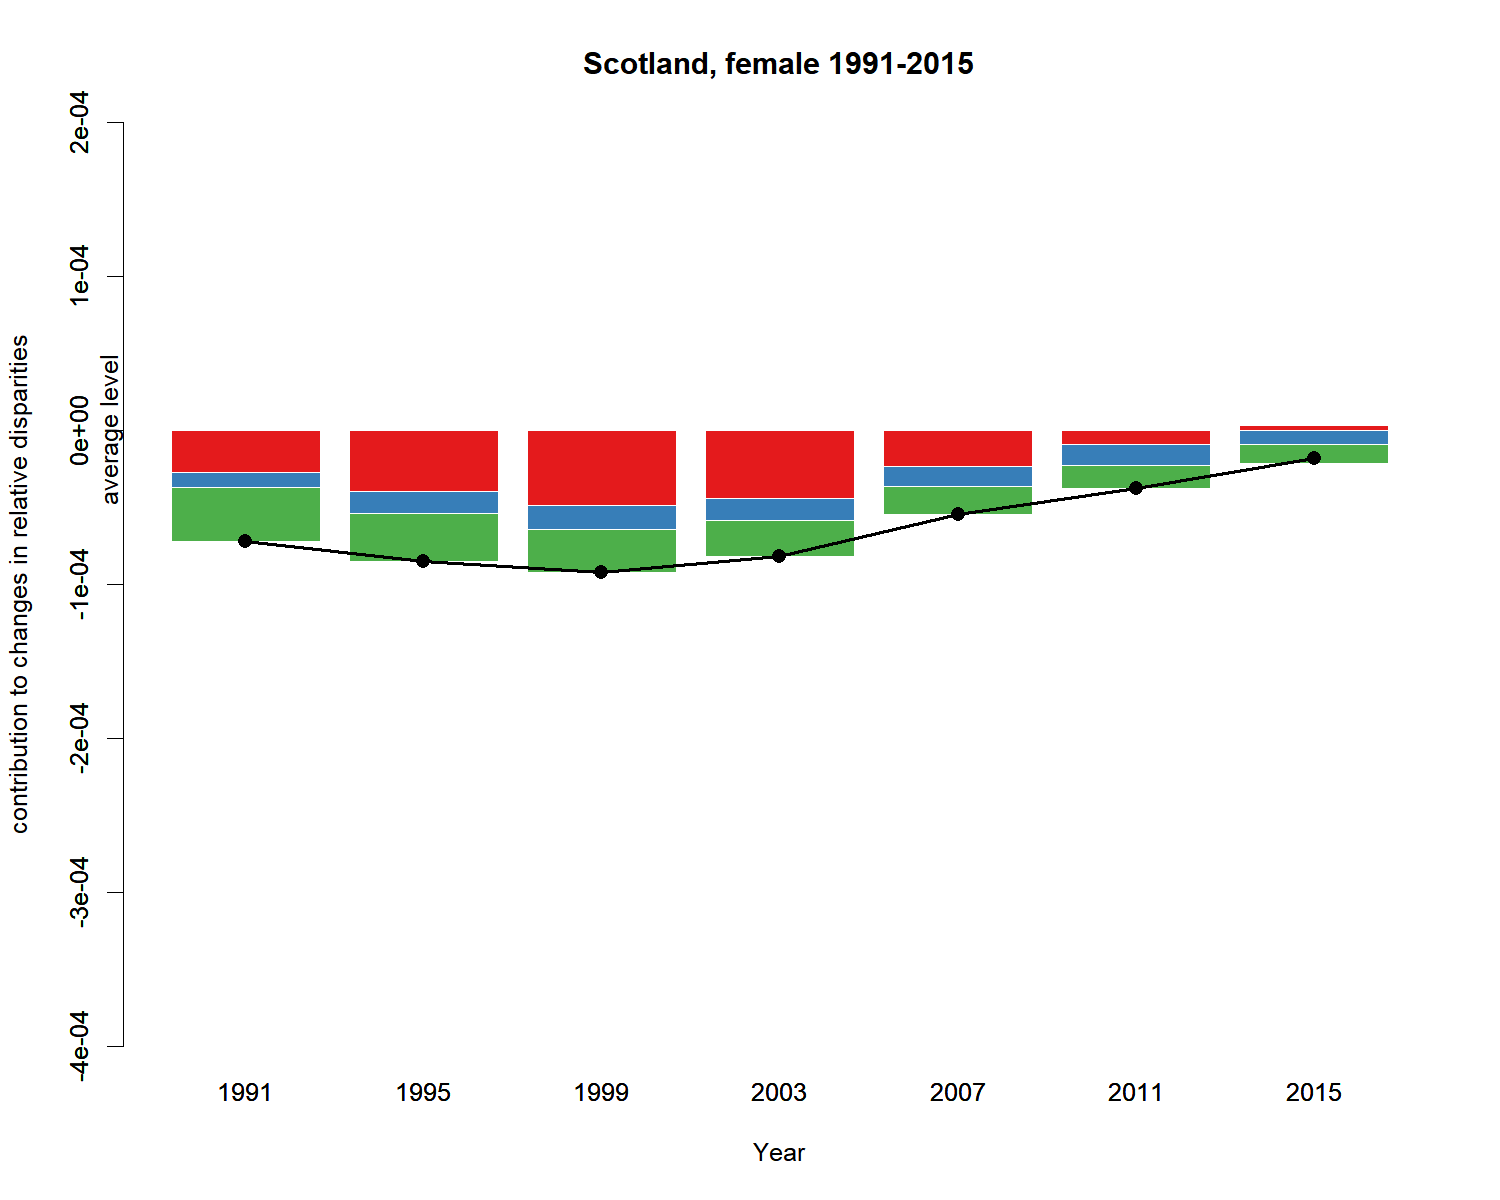 Scotland, female 1991-2015
contribution to changes in relative disparities
average level
2e-04
1e-04
0e+00
-1e-04
-2e-04
-3e-04
-4e-04
1991 1995 1999 2003 2007 2011 2015
Year